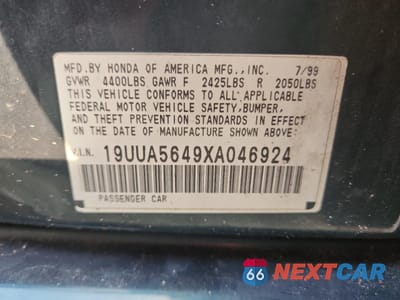 MFD.BY HONDA OF AMERICA MFG.,INC. 7/99
GVWR 4400LBS GAWR F 2425LBS R 2050LBS
THIS VEHICLE CONFORMS TO ALL APPLICABLE
FEDERAL MOTOR VEHICLE SAFETY,BUMPER,
AND THEFT PREVENTION STANDARDS IN EFFECT
ON THE DATE OF MANUFACTURE SHOWN ABOVE.
V.I.N. 19UUA5649XA046924
PASSENGER CAR
66 NEXTCAR